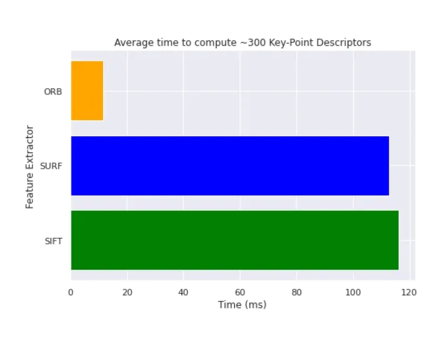 Average time to compute ~300 Key-Point Descriptors
Feature Extractor
ORB
SURF
SIFT
0 20 40 60 80 100 120
Time (ms)